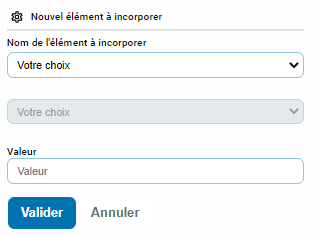 Nouvel élément à incorporer
Nom de l'élément à incorporer
Votre choix
Votre choix
Valeur
Valeur
Valider Annuler